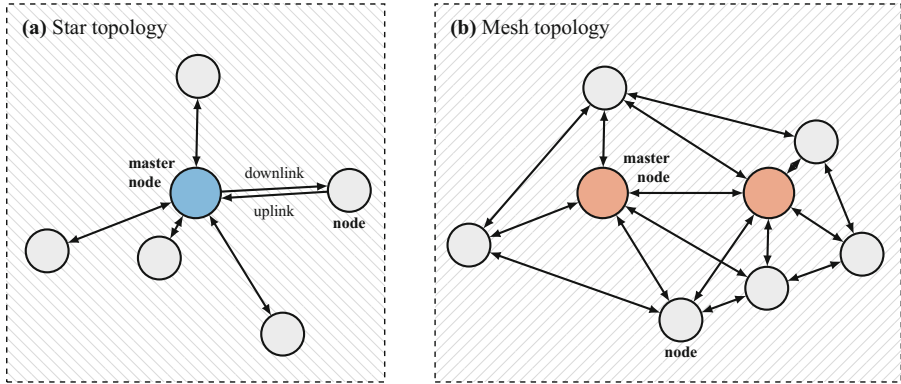 (a) Star topology
master
node
downlink
uplink
node
(b) Mesh topology
master
node
node